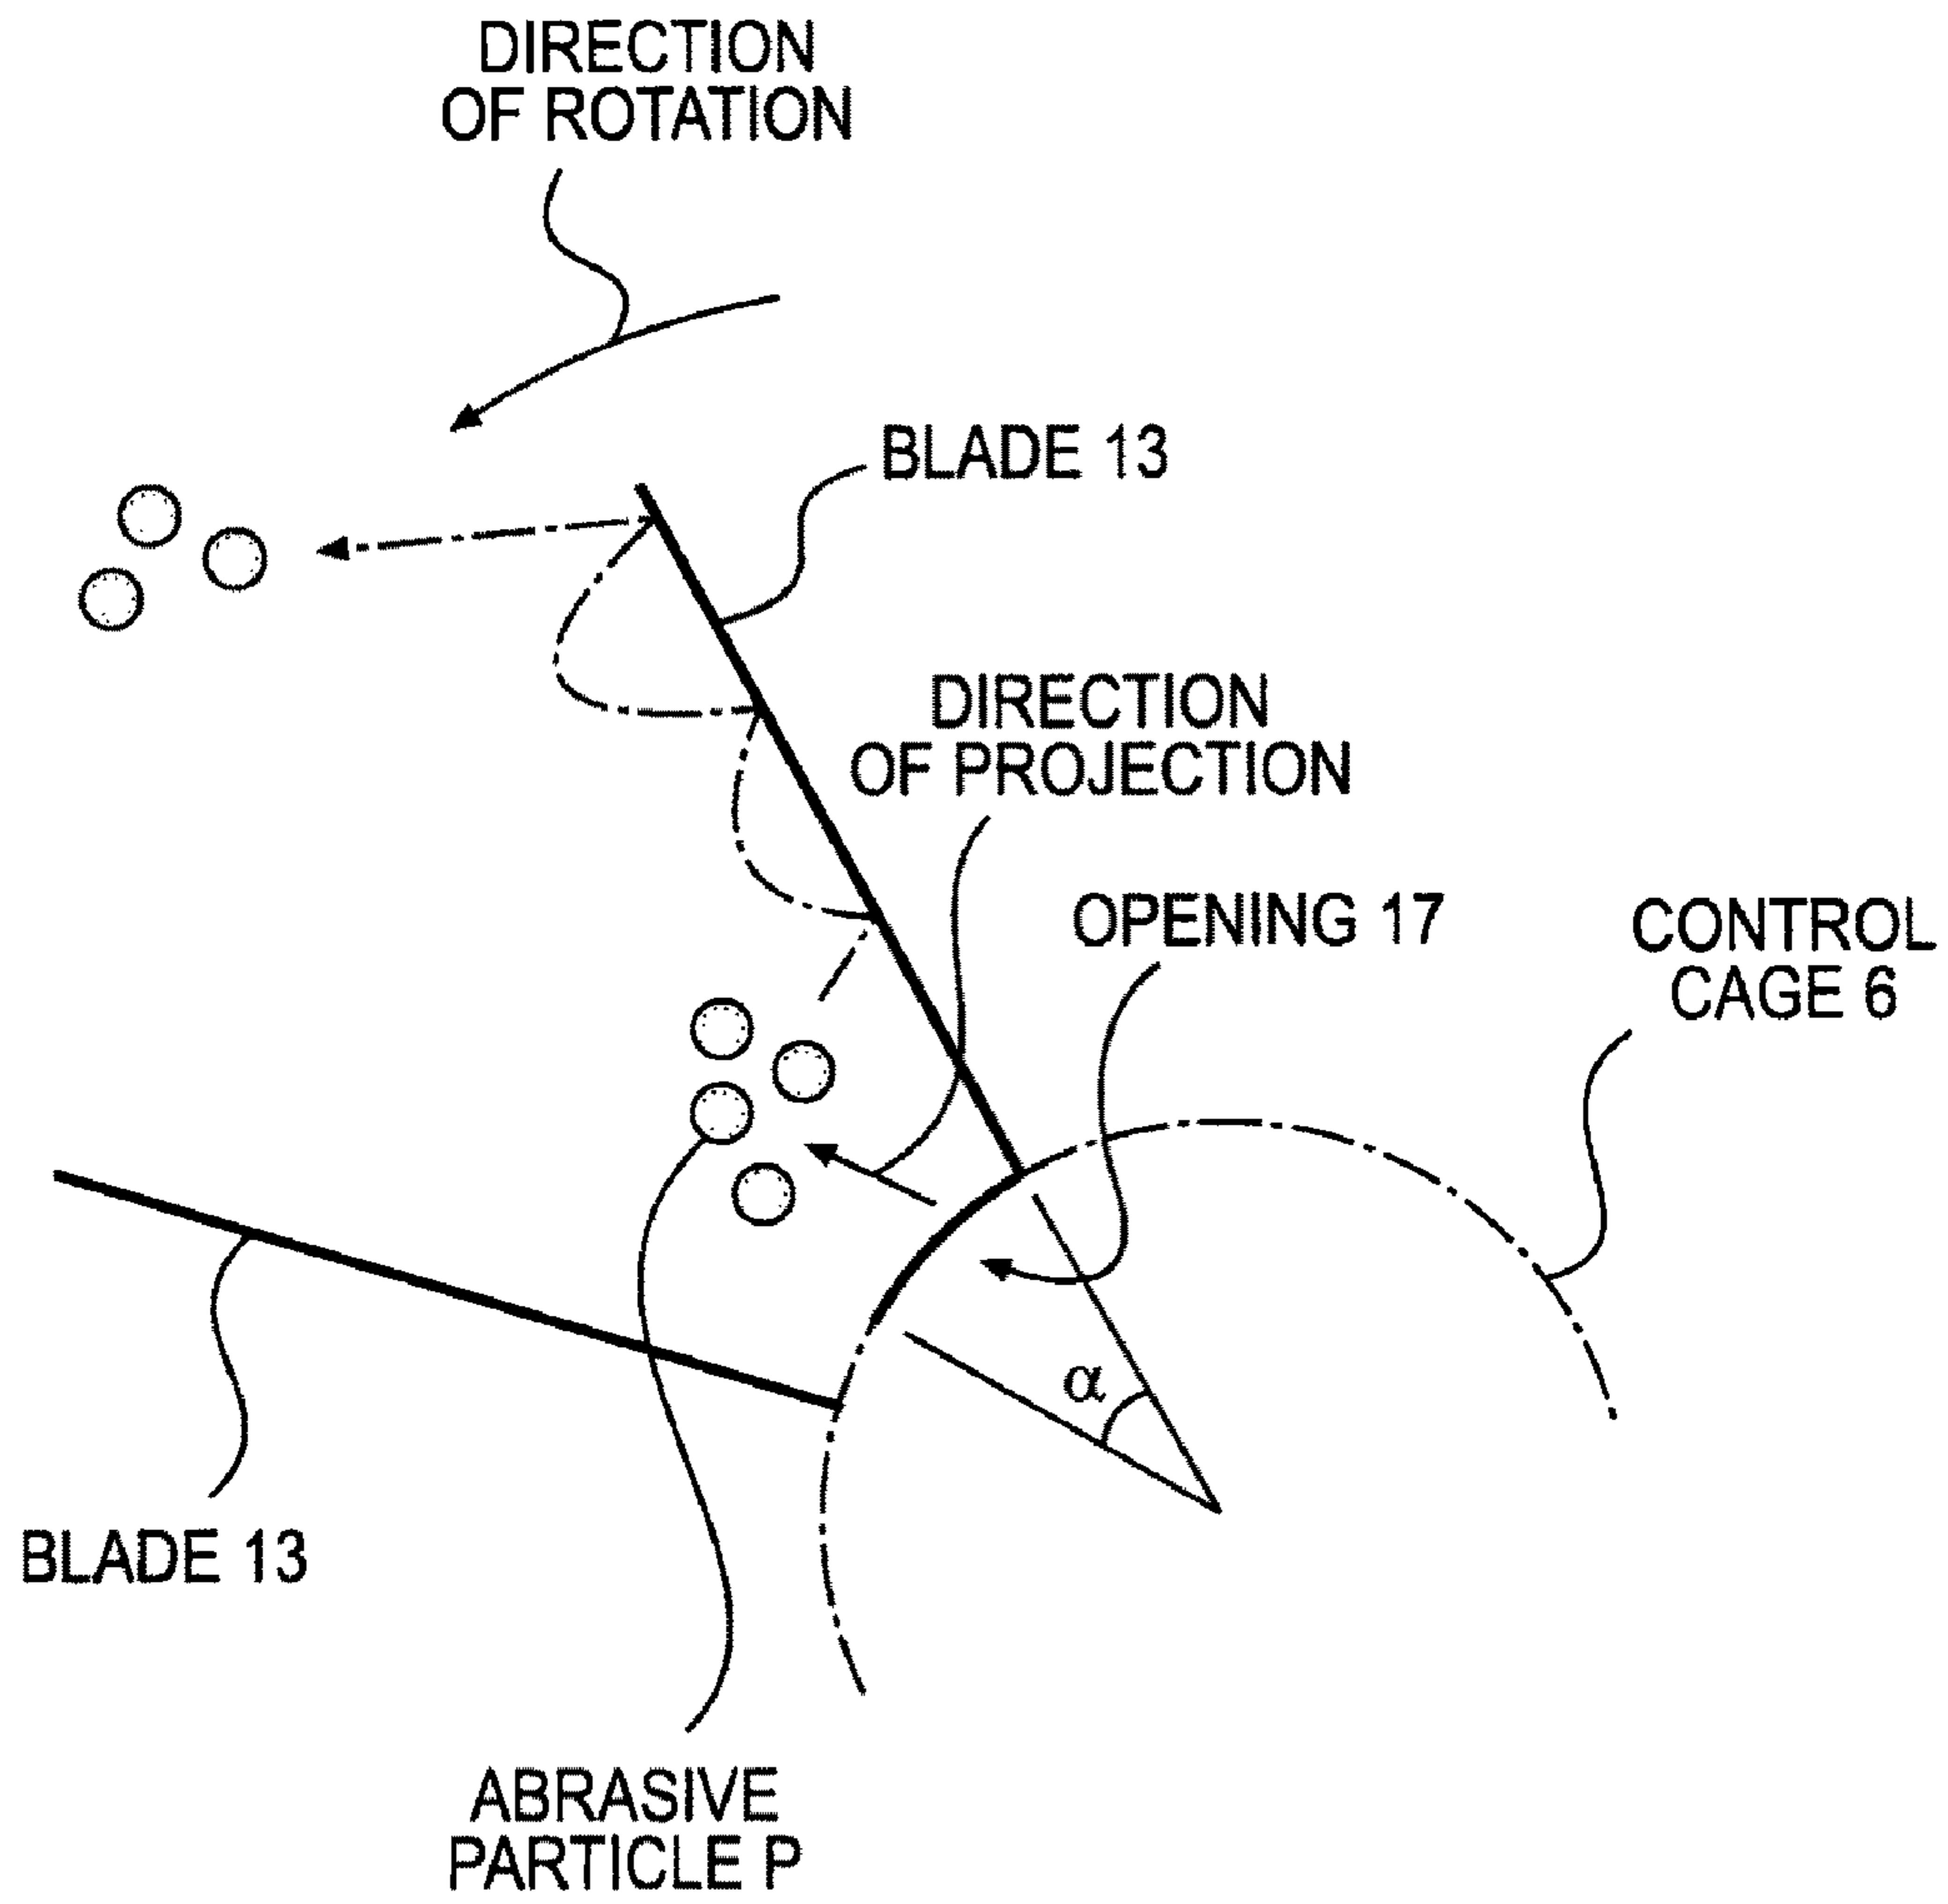 DIRECTION
OF ROTATION
BLADE 13
DIRECTION
OF PROJECTION
OPENING 17
CONTROL
CAGE 6
α
BLADE 13
ABRASIVE
PARTICLE P